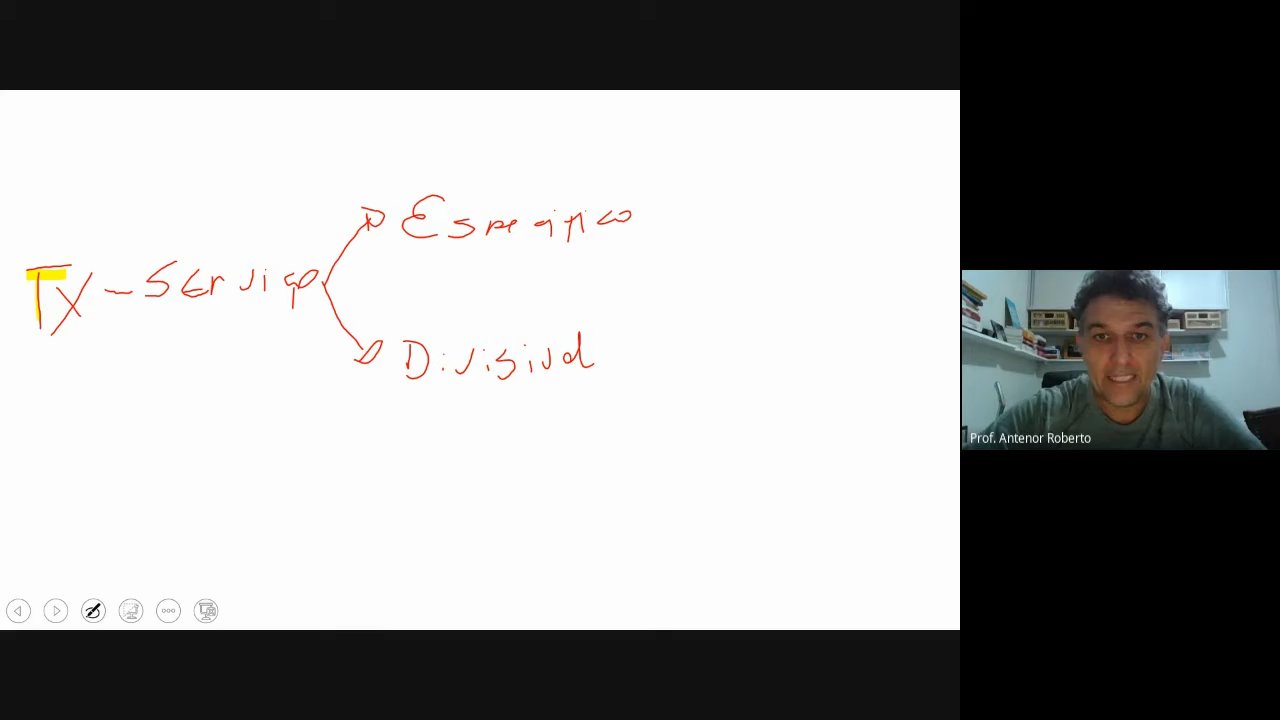 Específico
TX - Serviço
Divisível
Prof. Antenor Roberto